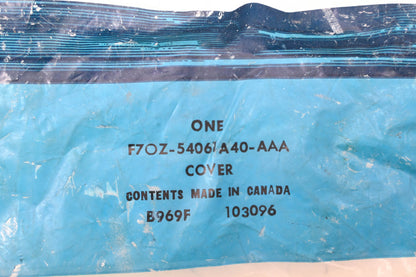 ONE
F7OZ-54061A40-AAA
COVER
CONTENTS MADE IN CANADA
B969F 103096